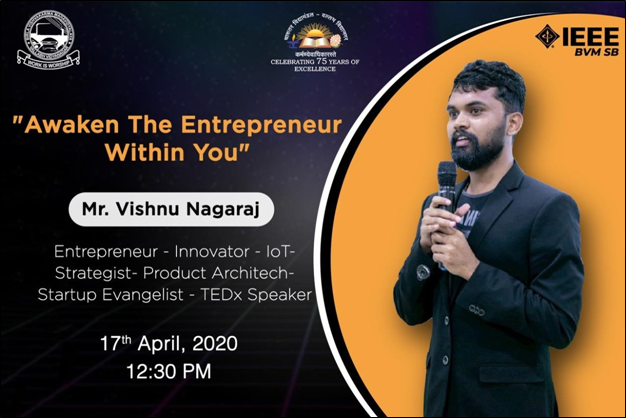 WORK IS WORSHIP
CELEBRATING 75 YEARS OF
EXCELLENCE
IEEE
BVM SB
"Awaken The Entrepreneur
Within You"
Mr. Vishnu Nagaraj
Entrepreneur - Innovator - IoT-
Strategist- Product Architech-
Startup Evangelist - TEDx Speaker
17th April, 2020
12:30 PM